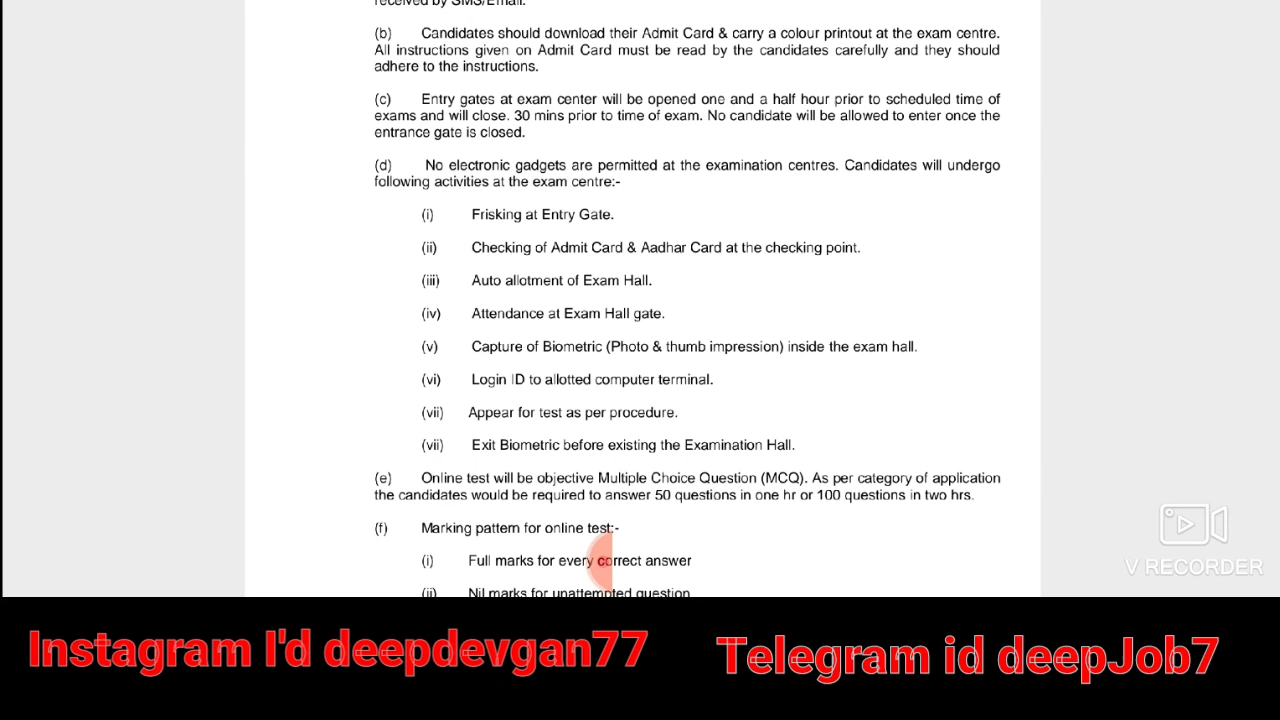 received by SMS/Email.
(b) Candidates should download their Admit Card & carry a colour printout at the exam centre.
All instructions given on Admit Card must be read by the candidates carefully and they should
adhere to the instructions.
(c) Entry gates at exam center will be opened one and a half hour prior to scheduled time of
exams and will close. 30 mins prior to time of exam. No candidate will be allowed to enter once the
entrance gate is closed.
(d) No electronic gadgets are permitted at the examination centres. Candidates will undergo
following activities at the exam centre:-
(i) Frisking at Entry Gate.
(ii) Checking of Admit Card & Aadhar Card at the checking point.
(iii) Auto allotment of Exam Hall.
(iv) Attendance at Exam Hall gate.
(v) Capture of Biometric (Photo & thumb impression) inside the exam hall.
(vi) Login ID to allotted computer terminal.
(vii) Appear for test as per procedure.
(vii) Exit Biometric before existing the Examination Hall.
(e) Online test will be objective Multiple Choice Question (MCQ). As per category of application
the candidates would be required to answer 50 questions in one hr or 100 questions in two hrs.
(f) Marking pattern for online test:-
(i) Full marks for every correct answer
(ii) Nil marks for unattempted question
V RECORDER
Instagram I'd deepdevgan77
Telegram id deepJob7